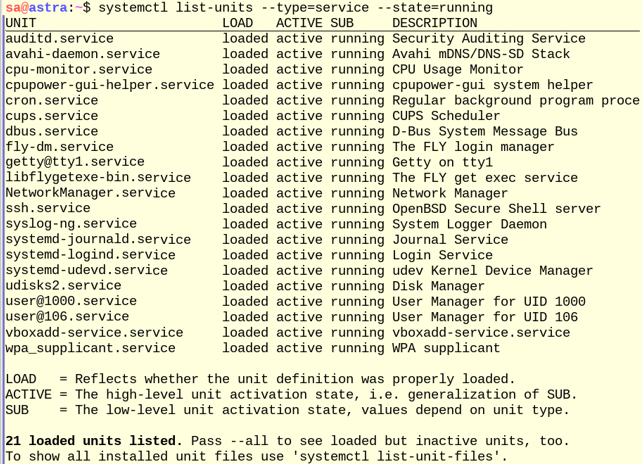 sa@astra:~$ systemctl list-units --type=service --state=running
UNIT                       LOAD   ACTIVE SUB     DESCRIPTION
auditd.service             loaded active running Security Auditing Service
avahi-daemon.service       loaded active running Avahi mDNS/DNS-SD Stack
cpu-monitor.service        loaded active running CPU Usage Monitor
cpupower-gui-helper.service loaded active running cpupower-gui system helper
cron.service               loaded active running Regular background program proce
cups.service               loaded active running CUPS Scheduler
dbus.service               loaded active running D-Bus System Message Bus
fly-dm.service             loaded active running The FLY login manager
getty@tty1.service         loaded active running Getty on tty1
libflygetexe-bin.service   loaded active running The FLY get exec service
NetworkManager.service     loaded active running Network Manager
ssh.service                loaded active running OpenBSD Secure Shell server
syslog-ng.service          loaded active running System Logger Daemon
systemd-journald.service   loaded active running Journal Service
systemd-logind.service     loaded active running Login Service
systemd-udevd.service      loaded active running udev Kernel Device Manager
udisks2.service            loaded active running Disk Manager
user@1000.service          loaded active running User Manager for UID 1000
user@106.service           loaded active running User Manager for UID 106
vboxadd-service.service    loaded active running vboxadd-service.service
wpa_supplicant.service     loaded active running WPA supplicant
LOAD   = Reflects whether the unit definition was properly loaded.
ACTIVE = The high-level unit activation state, i.e. generalization of SUB.
SUB    = The low-level unit activation state, values depend on unit type.
21 loaded units listed. Pass --all to see loaded but inactive units, too.
To show all installed unit files use 'systemctl list-unit-files'.